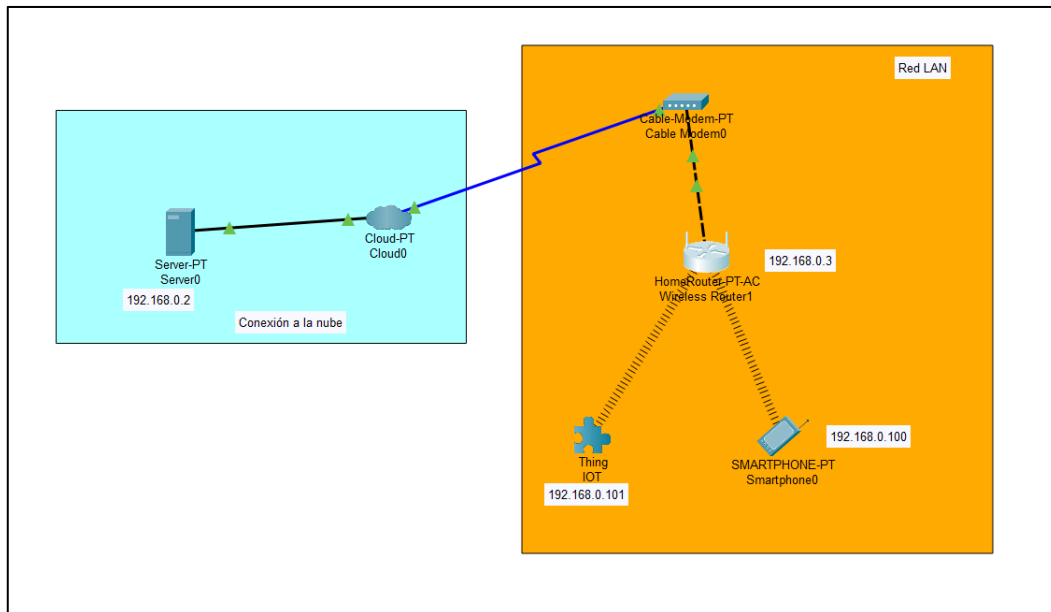 Red LAN
Cable-Modem-PT
Cable Modem0
Cloud-PT
Cloud0
Server-PT
Server0
192.168.0.2
Conexión a la nube
192.168.0.3
HomeRouter-PT-AC
Wireless Router1
Thing
IOT
192.168.0.101
192.168.0.100
SMARTPHONE-PT
Smartphone0